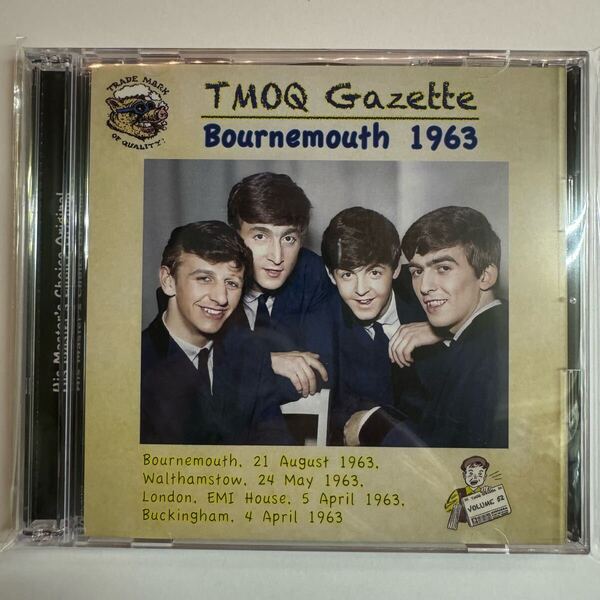 TRADE MARK
OF QUALITY!
TMOQ Gazette
Bournemouth 1963
His Master's Choice Original
Bournemouth, 21 August 1963,
Walthamstow, 24 May 1963,
London, EMI House, 5 April 1963,
Buckingham, 4 April 1963
VOLUME 52